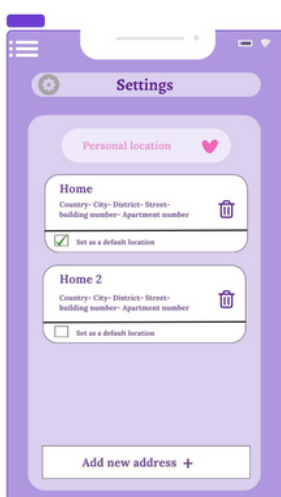 Settings
Personal location
Home
Country- City- District- Street-
building number- Apartment number
Set as a default location
Home 2
Country- City- District- Street-
building number- Apartment number
Set as a default location
Add new address +